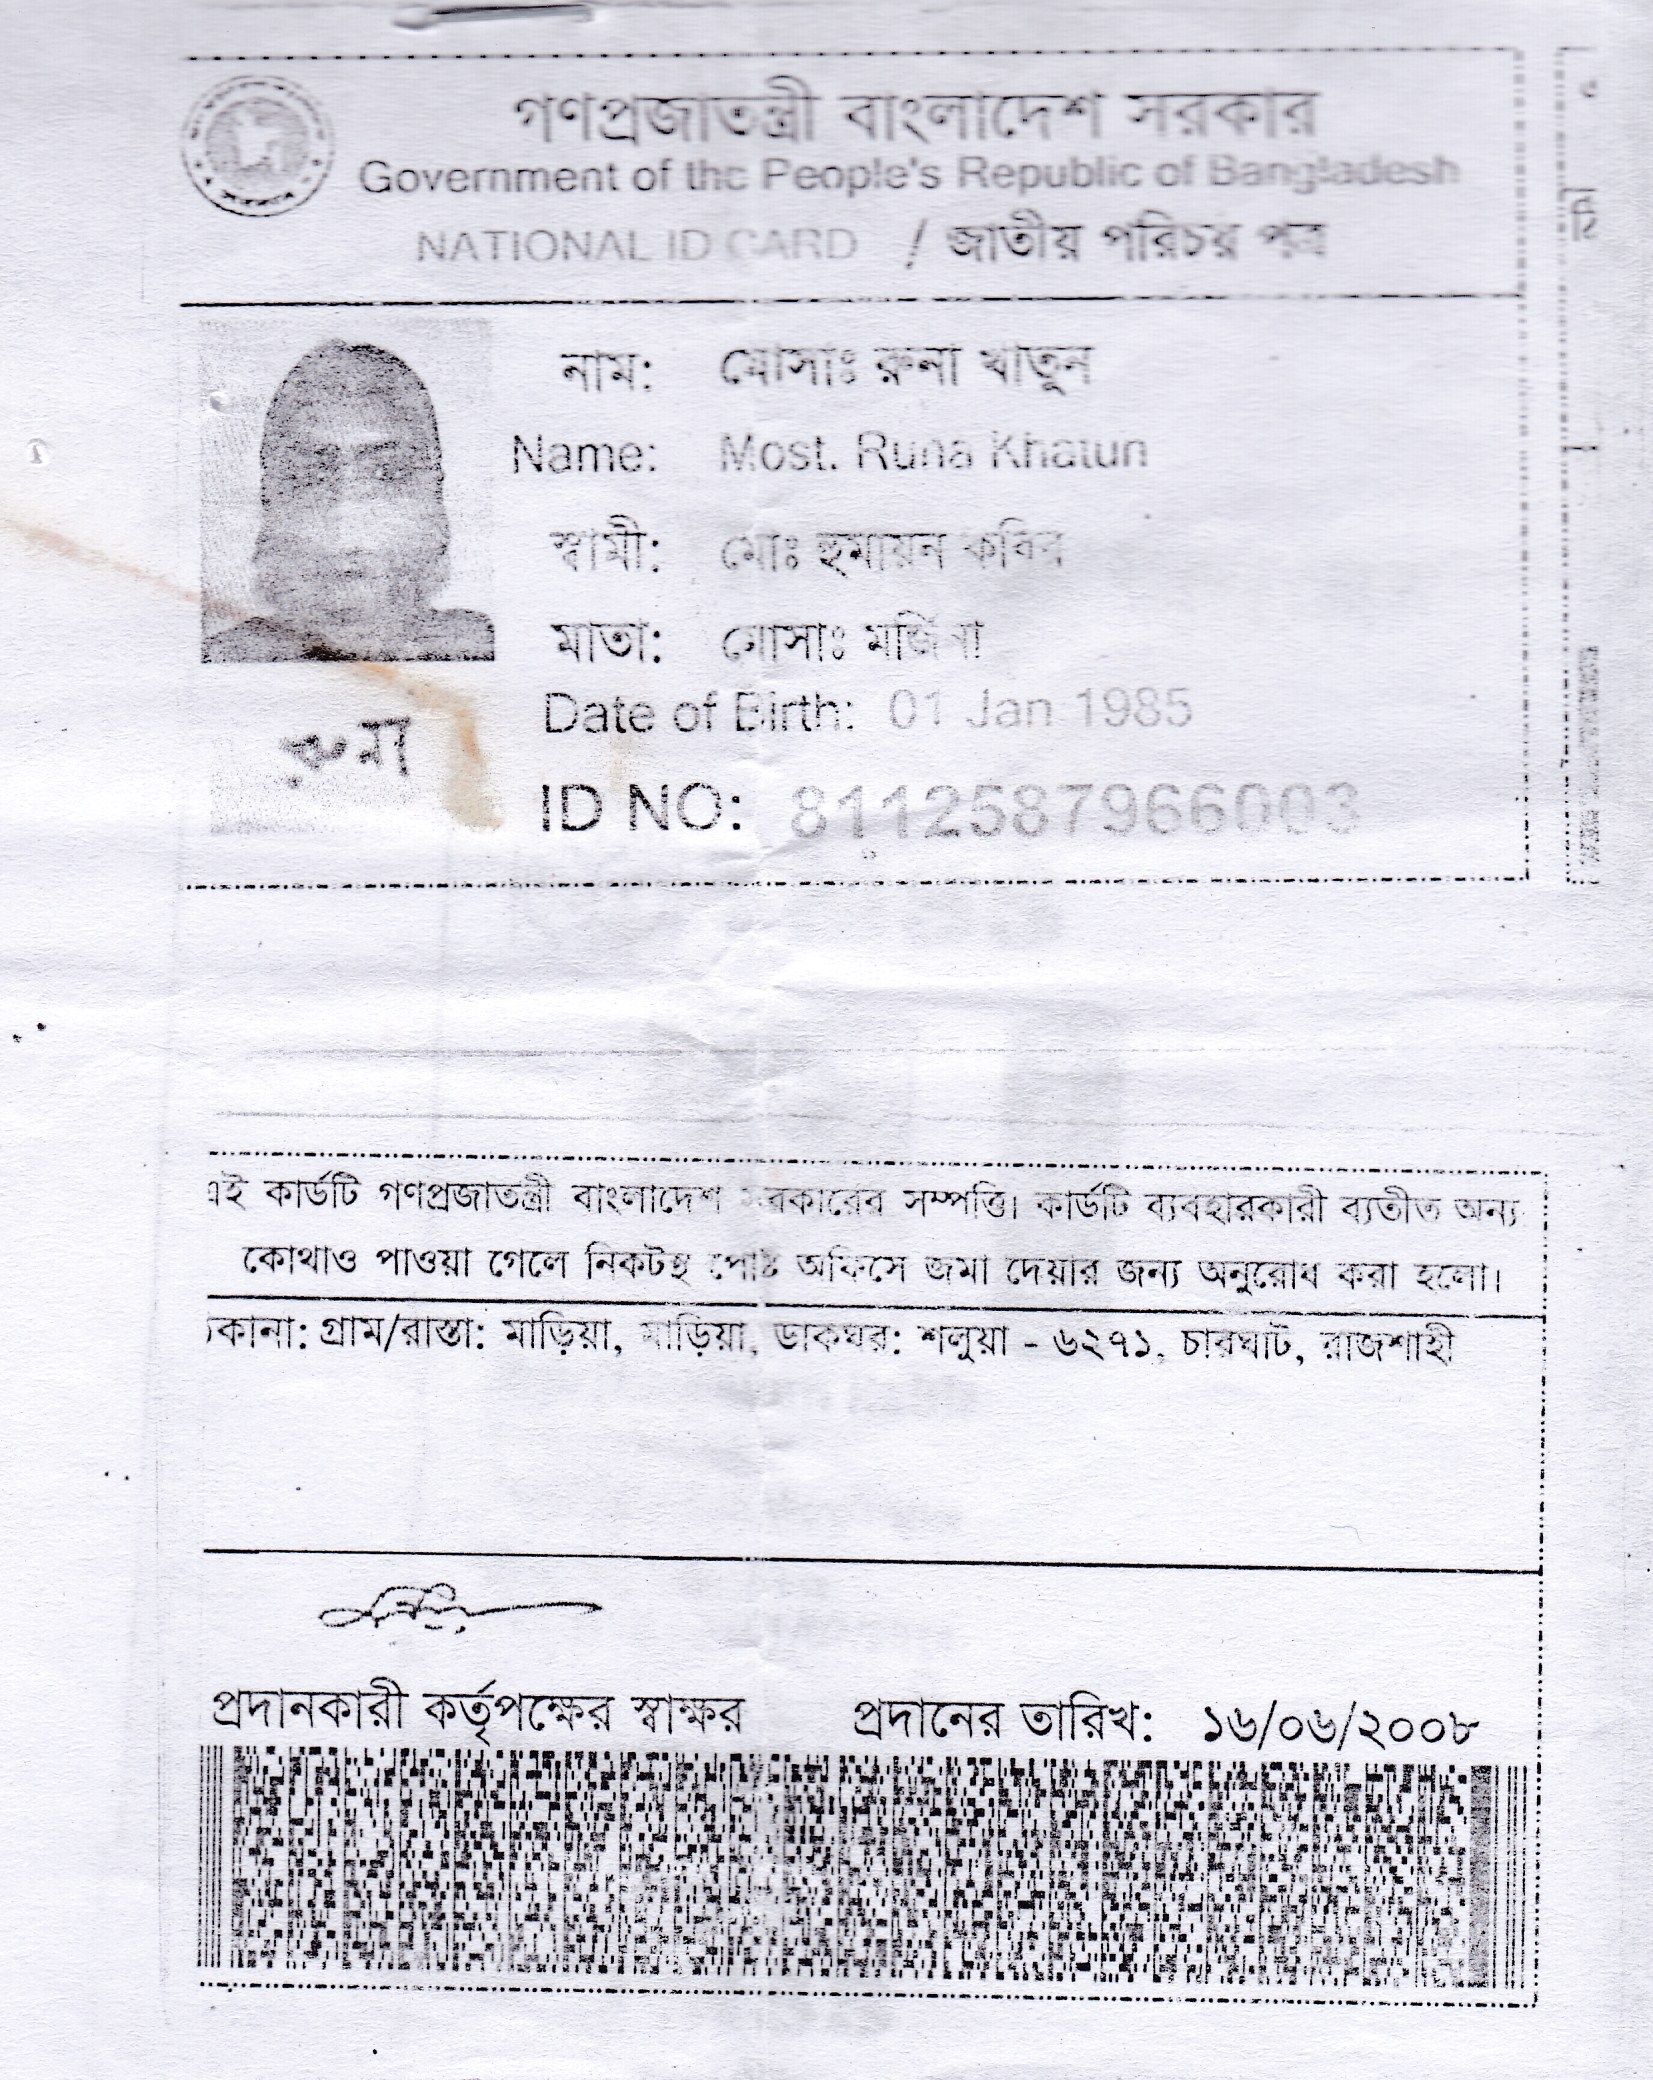 গণপ্রজাতন্ত্রী বাংলাদেশ সরকার
Government of the People's Republic of Bangladesh
NATIONAL ID CARD / জাতীয় পরিচয় পত্র
নাম: মোসাঃ রুনা খাতুন
Name: Most. Runa Khatun
স্বামী: মোঃ হুমায়ন কবির
মাতা: মোসাঃ মর্জিনা
Date of Birth: 01 Jan 1985
রুনা
ID NO: 8112587966003
এই কার্ডটি গণপ্রজাতন্ত্রী বাংলাদেশ সরকারের সম্পত্তি। কার্ডটি ব্যবহারকারী ব্যতীত অন্য
কোথাও পাওয়া গেলে নিকটস্থ পোষ্ট অফিসে জমা দেয়ার জন্য অনুরোধ করা হলো।
কানা: গ্রাম/রাস্তা: মাড়িয়া, মাড়িয়া, ডাকঘর: শলুয়া - ৬২৭১, চারঘাট, রাজশাহী
প্রদানকারী কর্তৃপক্ষের স্বাক্ষর প্রদানের তারিখ: ১৬/০৬/২০০৮